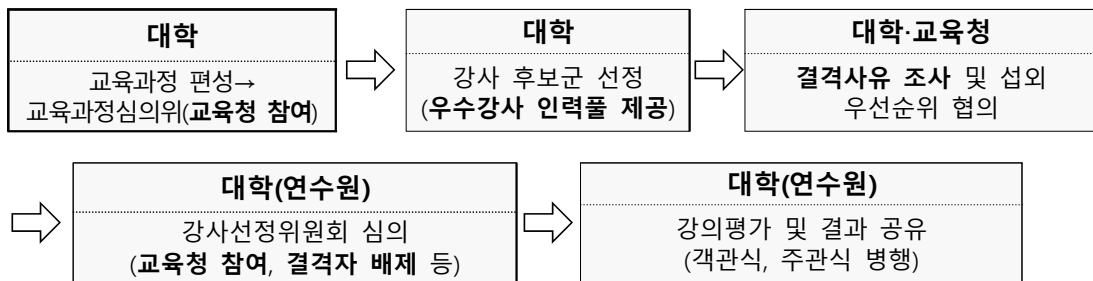 대학
교육과정 편성→
교육과정심의위(교육청 참여)
대학
강사 후보군 선정
(우수강사 인력풀 제공)
대학·교육청
결격사유 조사 및 섭외
우선순위 협의
대학(연수원)
강사선정위원회 심의
(교육청 참여, 결격자 배제 등)
대학(연수원)
강의평가 및 결과 공유
(객관식, 주관식 병행)